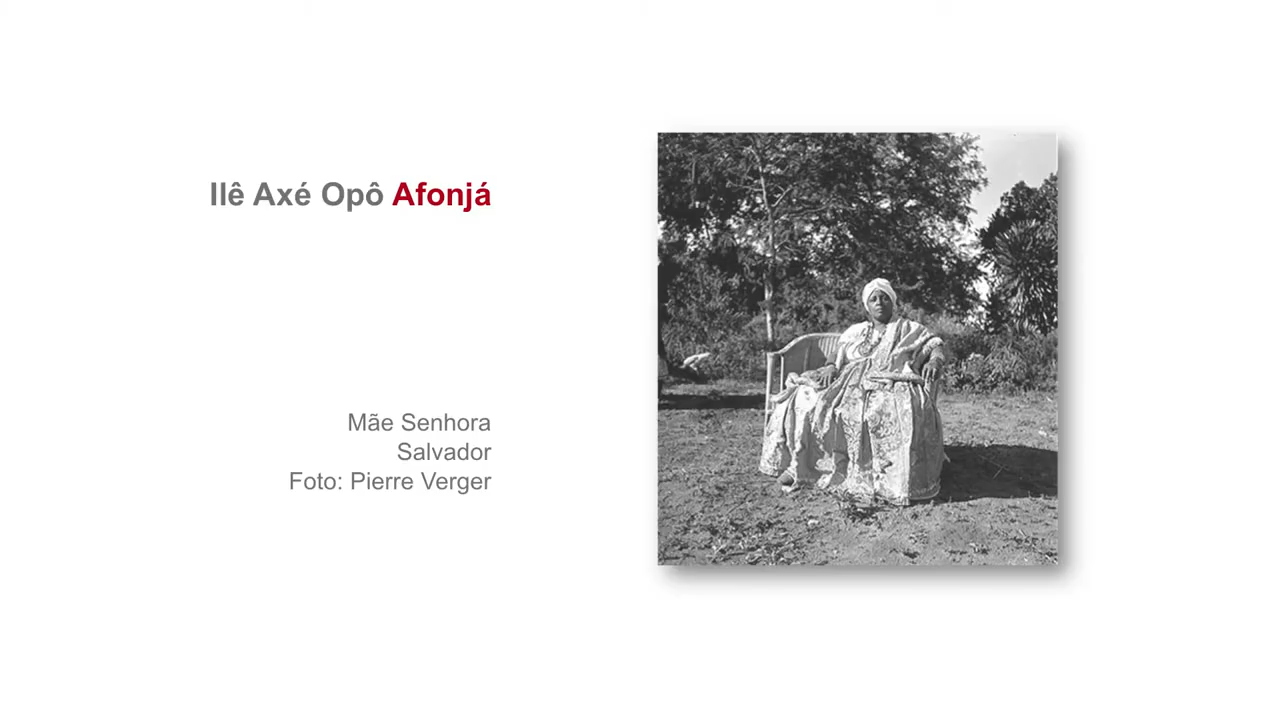 Ilê Axé Opô Afonjá
Mãe Senhora
Salvador
Foto: Pierre Verger